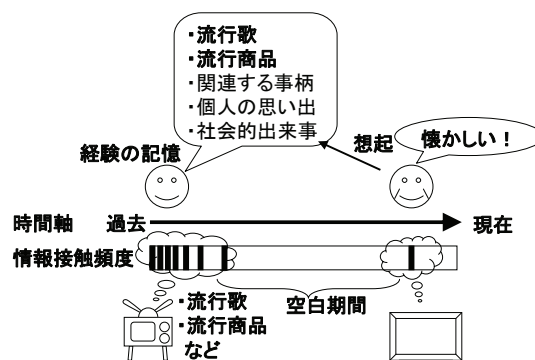 ・流行歌
・流行商品
・関連する事柄
・個人の思い出
・社会的出来事
経験の記憶
想起
懐かしい！
時間軸 過去
現在
情報接触頻度
空白期間
・流行歌
・流行商品
など